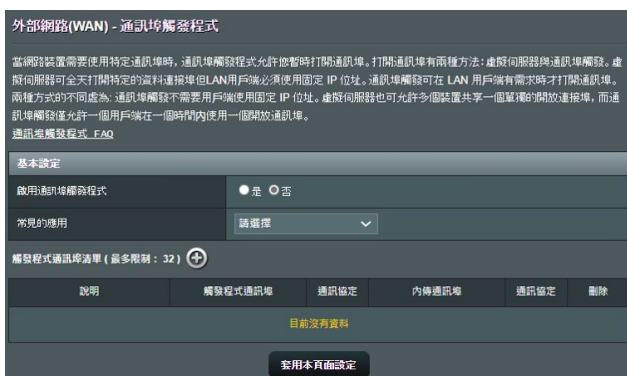 外部網路(WAN) - 通訊埠觸發程式
當網路裝置需要使用特定通訊埠時，通訊埠觸發程式允許您暫時打開通訊埠。打開通訊埠有兩種方法：虛擬伺服器與通訊埠觸發。虛
擬伺服器可全天打開特定的資料連接埠但LAN用戶端必須使用固定 IP 位址。通訊埠觸發可在 LAN 用戶端有需求時才打開通訊埠。
兩種方式的不同處為: 通訊埠觸發不需要用戶端使用固定 IP 位址。虛擬伺服器也可允許多個裝置共享一個單獨的開放連接埠，而通
訊埠觸發僅允許一個用戶端在一個時間內使用一個開放通訊埠。
通訊埠觸發程式 FAQ
基本設定
啟用通訊埠觸發程式 是 否
常見的應用 請選擇
觸發程式通訊埠清單 ( 最多限制 : 32 )
說明 觸發程式通訊埠 通訊協定 內傳通訊埠 通訊協定 刪除
目前沒有資料
套用本頁面設定